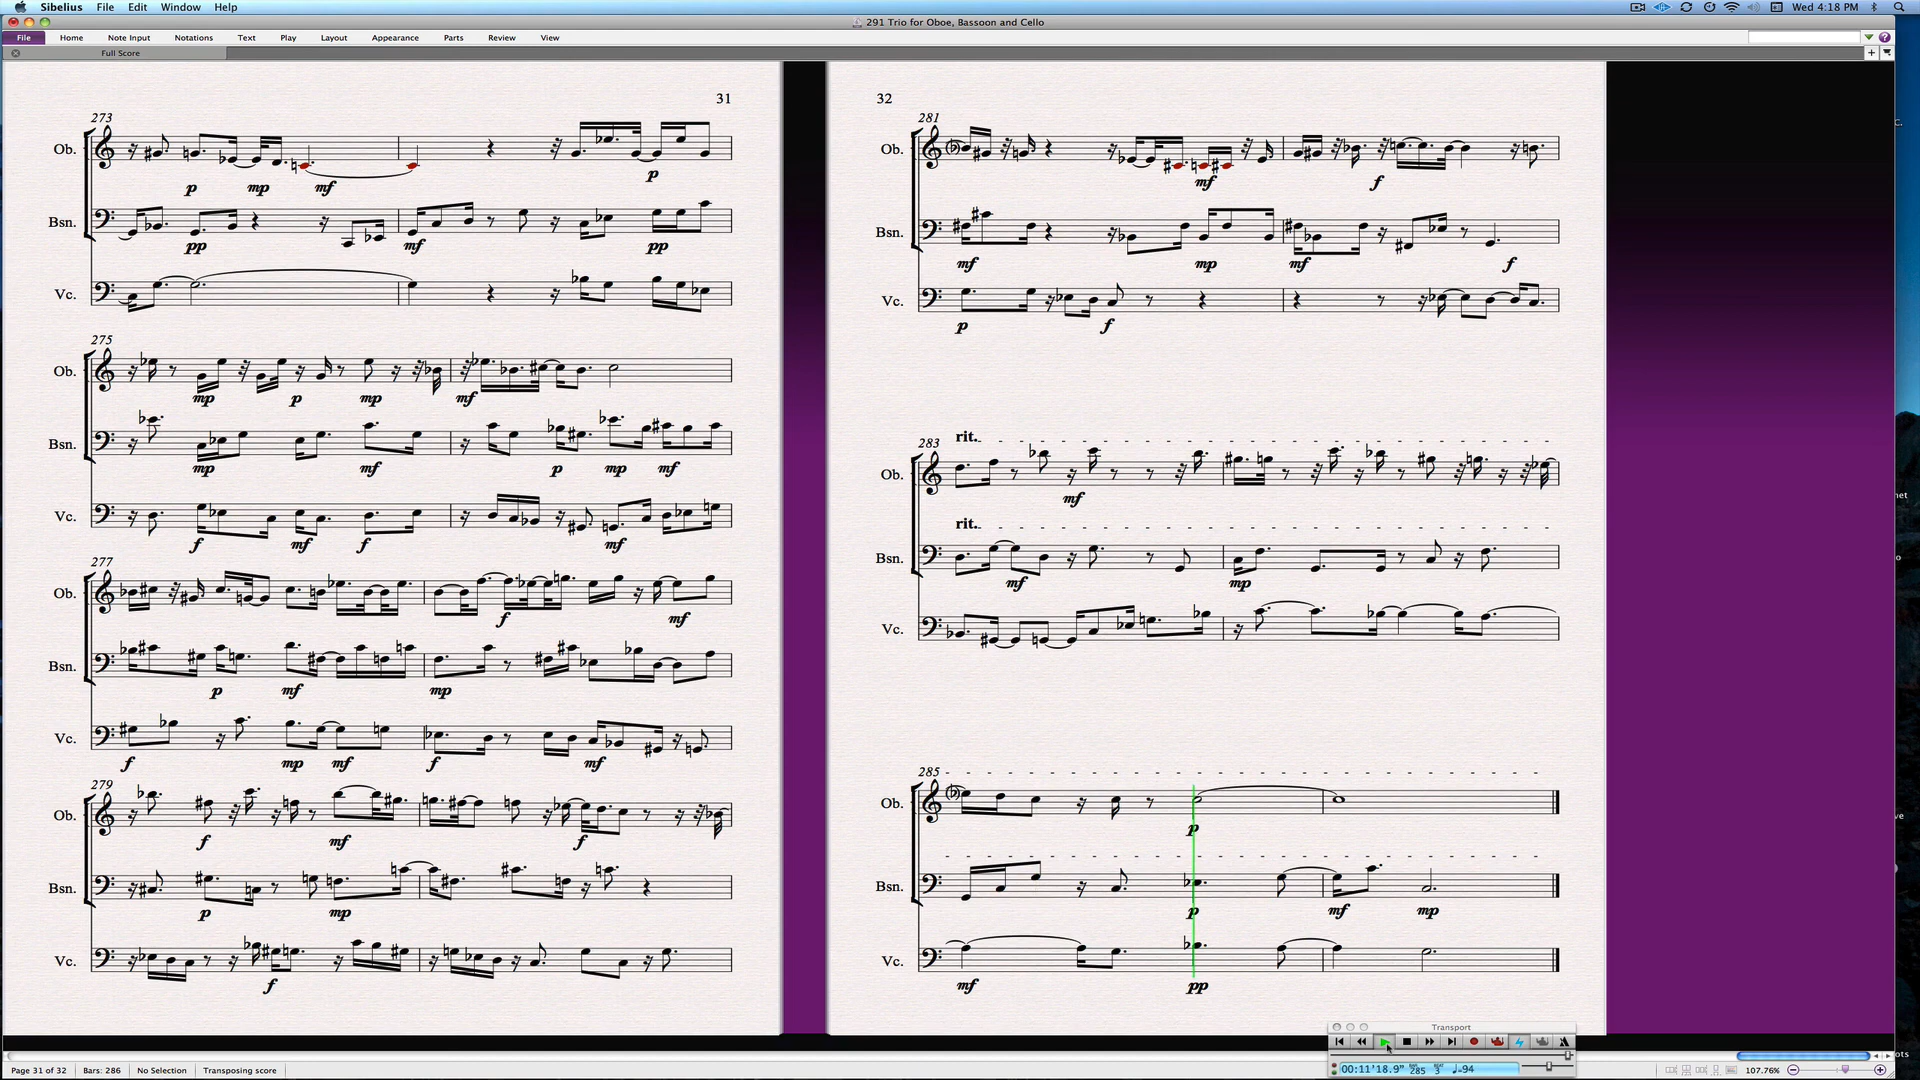 Sibelius File Edit Window Help Wed 4:18 PM
291 Trio for Oboe, Bassoon and Cello
File Home Note Input Notations Text Play Layout Appearance Parts Review View
Full Score
31
273
Ob.
p mp mf p
Bsn.
pp mf pp
Vc.
275
Ob.
mp p mp mf
Bsn.
mp mf p mp mf
Vc.
f mf f mf
277
Ob.
f mf
Bsn.
p mf mp
Vc.
f mp mf f mf
279
Ob.
f mf f
Bsn.
p mp
Vc.
f
32
281
Ob.
mf f
Bsn.
mf mp mf f
Vc.
p f
rit.
283
Ob.
mf
rit.
Bsn.
mf mp
Vc.
285
Ob.
p
Bsn.
p mf mp
Vc.
mf pp
Transport
00:11'18.9" 285 3 ♩=94
Page 31 of 32 Bars: 286 No Selection Transposing score 107.76%